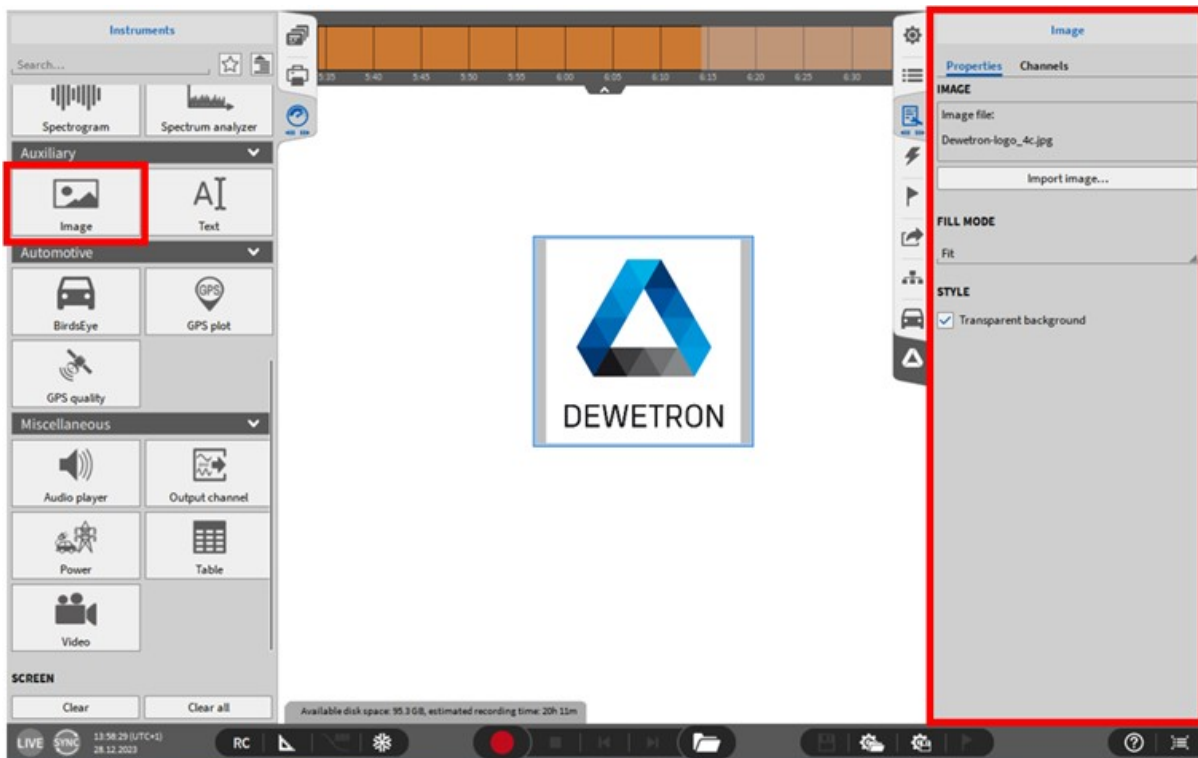 Instruments
Search...
Spectrogram
Spectrum analyzer
Auxiliary
Image
Text
Automotive
BirdsEye
GPS
GPS plot
GPS quality
Miscellaneous
Audio player
Output channel
Power
Table
Video
SCREEN
Clear
Clear all
5:35 5:40 5:45 5:50 5:55 6:00 6:05 6:10 6:15 6:20 6:25 6:30
DEWETRON
Available disk space: 95.3 GB, estimated recording time: 20h 11m
Image
Properties Channels
IMAGE
Image file:
Dewetron-logo_4c.jpg
Import image...
FILL MODE
Fit
STYLE
Transparent background
LIVE SYNC
13:58:29 (UTC+1)
28.12.2023
RC